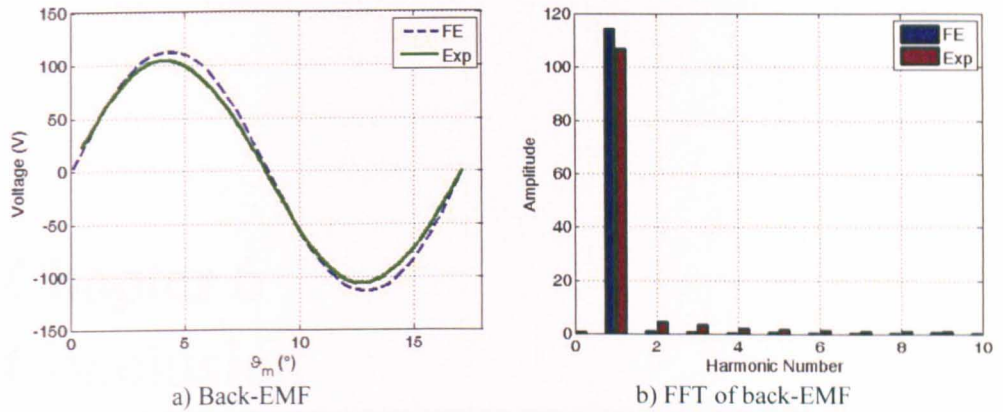 150
100
50
0
-50
-100
-150
0
5
10
15
Voltage (V)
ϑm (°)
FE
Exp
a) Back-EMF
120
100
80
60
40
20
0
0
2
4
6
8
10
Amplitude
Harmonic Number
FE
Exp
b) FFT of back-EMF